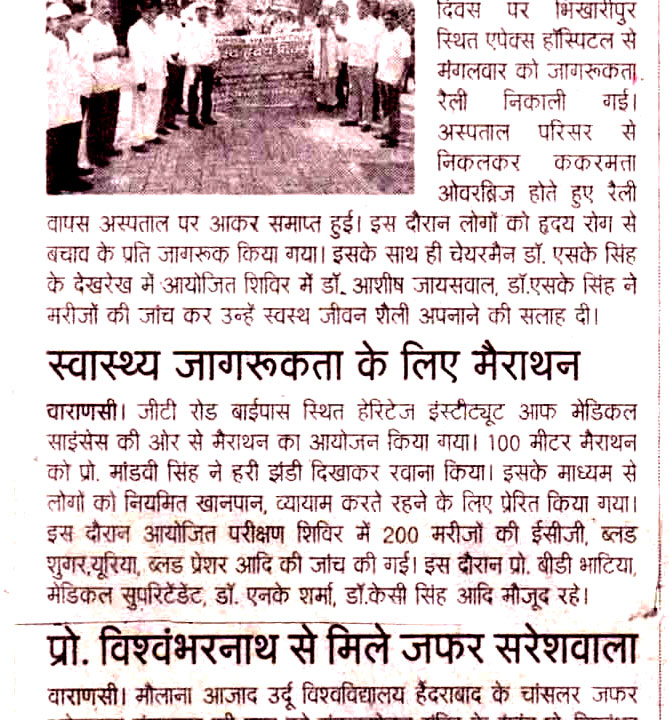 दिवस पर भिखारीपुर
स्थित एपेक्स हॉस्पिटल से
मंगलवार को जागरूकता
रैली निकाली गई।
अस्पताल परिसर से
निकलकर ककरमता
ओवरब्रिज होते हुए रैली
वापस अस्पताल पर आकर समाप्त हुई। इस दौरान लोगों को हृदय रोग से
बचाव के प्रति जागरूक किया गया। इसके साथ ही चेयरमैन डॉ. एसके सिंह
के देखरेख में आयोजित शिविर में डॉ. आशीष जायसवाल, डॉ.एसके सिंह ने
मरीजों की जांच कर उन्हें स्वस्थ जीवन शैली अपनाने की सलाह दी।
स्वास्थ्य जागरूकता के लिए मैराथन
वाराणसी। जीटी रोड बाईपास स्थित हेरिटेज इंस्टीट्यूट आफ मेडिकल
साइंसेस की ओर से मैराथन का आयोजन किया गया। 100 मीटर मैराथन
को प्रो. मांडवी सिंह ने हरी झंडी दिखाकर रवाना किया। इसके माध्यम से
लोगों को नियमित खानपान, व्यायाम करते रहने के लिए प्रेरित किया गया।
इस दौरान आयोजित परीक्षण शिविर में 200 मरीजों की ईसीजी, ब्लड
शुगर,यूरिया, ब्लड प्रेशर आदि की जांच की गई। इस दौरान प्रो. बीडी भाटिया,
मेडिकल सुपरिटेंडेंट, डॉ. एनके शर्मा, डॉ.केसी सिंह आदि मौजूद रहे।
प्रो. विश्वंभरनाथ से मिले जफर सरेशवाला
वाराणसी। मौलाना आजाद उर्दू विश्वविद्यालय हैदराबाद के चांसलर जफर